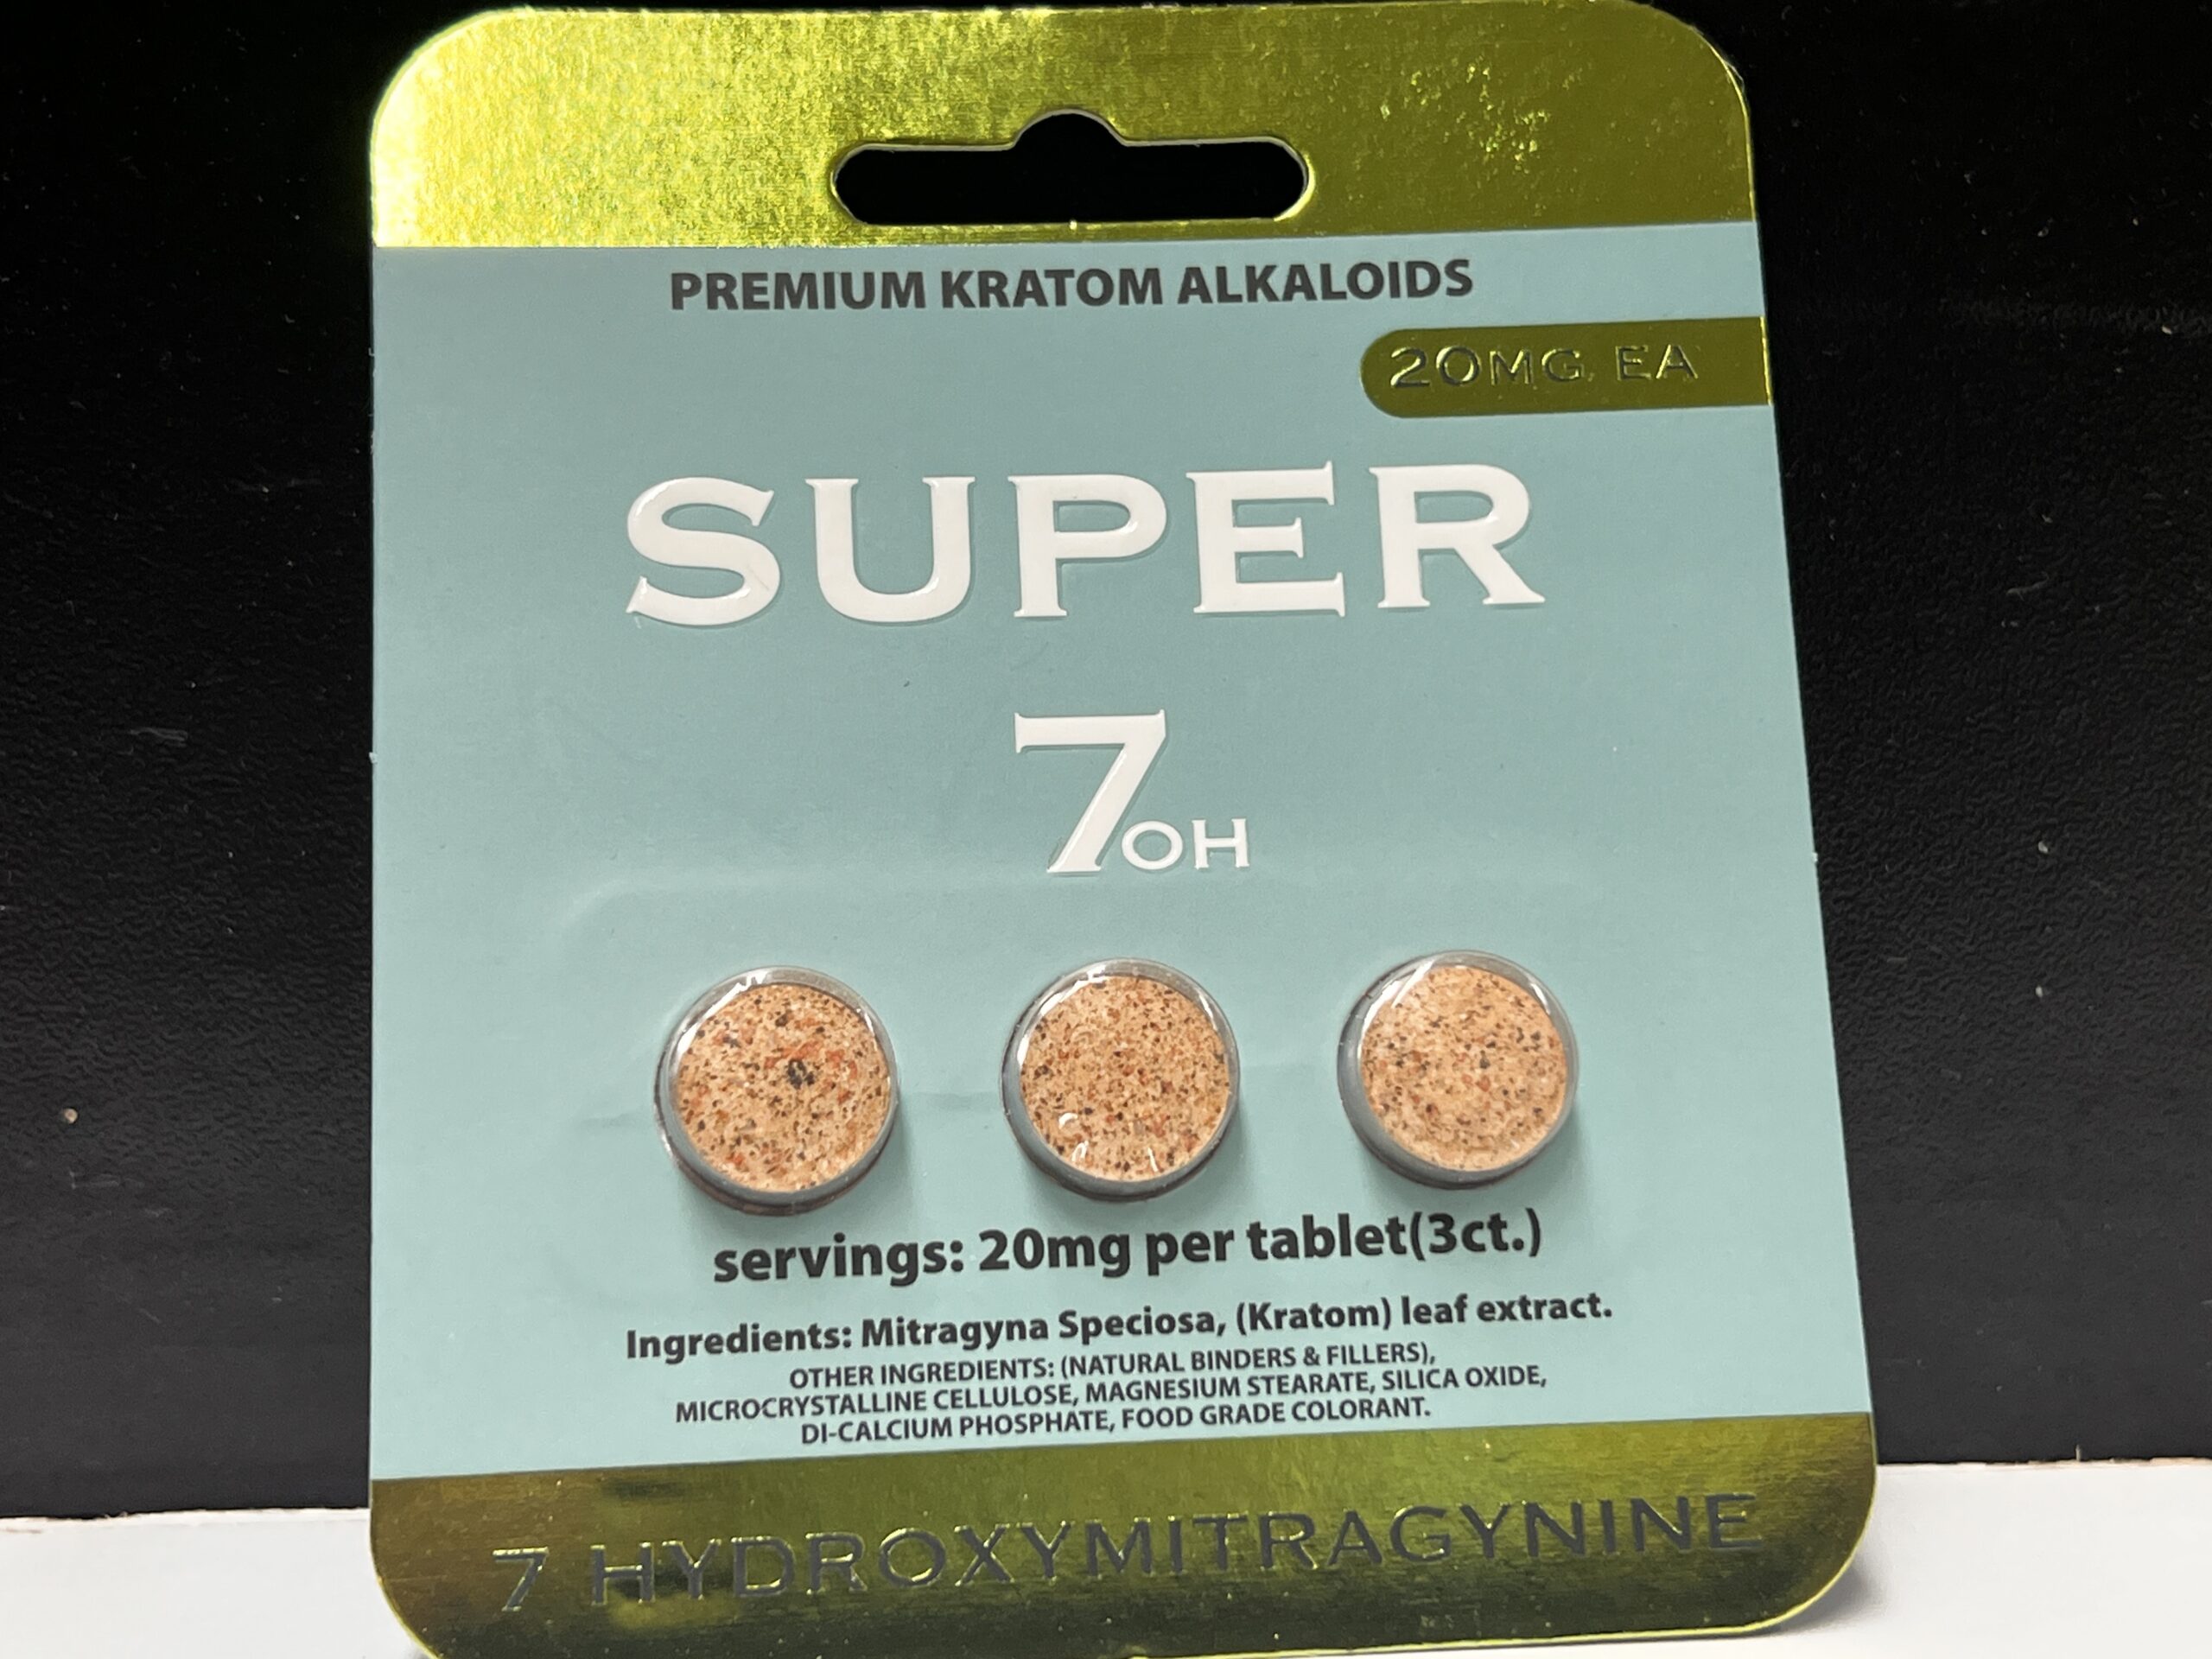 PREMIUM KRATOM ALKALOIDS
20MG EA
SUPER
7OH
servings: 20mg per tablet(3ct.)
Ingredients: Mitragyna Speciosa, (Kratom) leaf extract.
OTHER INGREDIENTS: (NATURAL BINDERS & FILLERS),
MICROCRYSTALLINE CELLULOSE, MAGNESIUM STEARATE, SILICA OXIDE,
DI-CALCIUM PHOSPHATE, FOOD GRADE COLORANT.
7 HYDROXYMITRAGYNINE